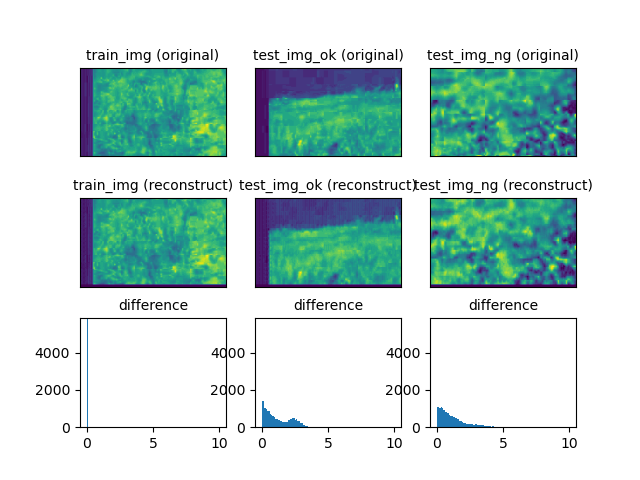 train_img (original) test_img_ok (original) test_img_ng (original)
train_img (reconstruct) test_img_ok (reconstruct) test_img_ng (reconstruct)
difference difference difference
4000 4000 4000
2000 2000 2000
0 0 0
0 5 10 0 5 10 0 5 10